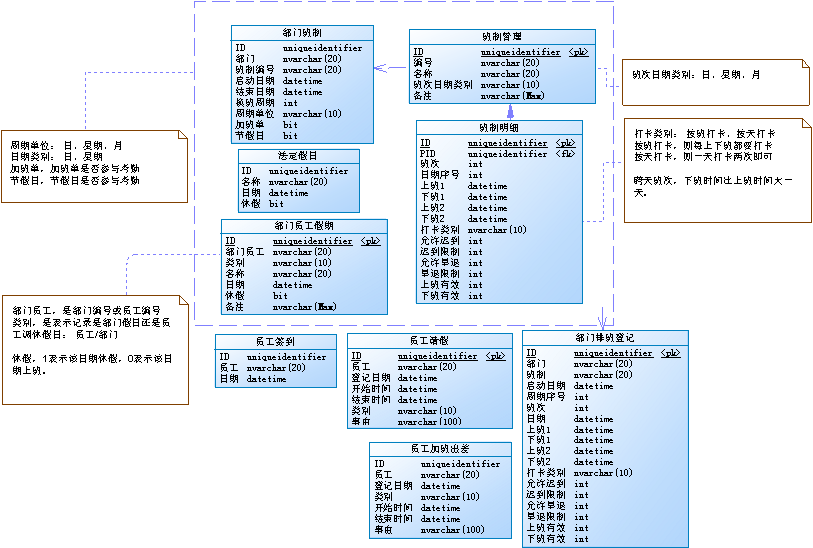 部门班制
ID uniqueidentifier
部门 nvarchar(20)
班制编号 nvarchar(20)
启动日期 datetime
结束日期 datetime
换班周期 int
周期单位 nvarchar(10)
加班单 bit
节假日 bit
班制管理
ID uniqueidentifier <pk>
编号 nvarchar(20)
名称 nvarchar(20)
班次日期类别 nvarchar(10)
备注 nvarchar(Max)
班次日期类别：日，星期，月
周期单位： 日，星期，月
日期类别： 日，星期
加班单，加班单是否参与考勤
节假日，节假日是否参与考勤
法定假日
ID uniqueidentifier
名称 nvarchar(20)
日期 datetime
休假 bit
班制明细
ID uniqueidentifier <pk>
PID uniqueidentifier <fk>
班次 int
日期序号 int
上班1 datetime
下班1 datetime
上班2 datetime
下班2 datetime
打卡类别 nvarchar(10)
允许迟到 int
迟到限制 int
允许早退 int
早退限制 int
上班有效 int
下班有效 int
打卡类别： 按班打卡，按天打卡
按班打卡，则每上下班都要打卡
按天打卡，则一天打卡两次即可
跨天班次，下班时间比上班时间大一
天。
部门员工假期
ID uniqueidentifier <pk>
部门员工 nvarchar(20)
类别 nvarchar(10)
名称 nvarchar(20)
日期 datetime
休假 bit
备注 nvarchar(Max)
部门员工，是部门编号或员工编号
类别，是表示记录是部门假日还是员
工调休假日： 员工/部门
休假，1表示该日期休假，0表示该日
期上班。
员工签到
ID uniqueidentifier
员工 nvarchar(20)
日期 datetime
员工请假
ID uniqueidentifier <pk>
员工 nvarchar(20)
登记日期 datetime
开始时间 datetime
结束时间 datetime
类别 nvarchar(10)
事由 nvarchar(100)
员工加班出差
ID uniqueidentifier
员工 nvarchar(20)
登记日期 datetime
类别 nvarchar(10)
开始时间 datetime
结束时间 datetime
事由 nvarchar(100)
部门排班登记
ID uniqueidentifier <pk>
部门 nvarchar(20)
班制 nvarchar(20)
启动日期 datetime
周期序号 int
班次 int
日期 datetime
上班1 datetime
下班1 datetime
上班2 datetime
下班2 datetime
打卡类别 nvarchar(10)
允许迟到 int
迟到限制 int
允许早退 int
早退限制 int
上班有效 int
下班有效 int